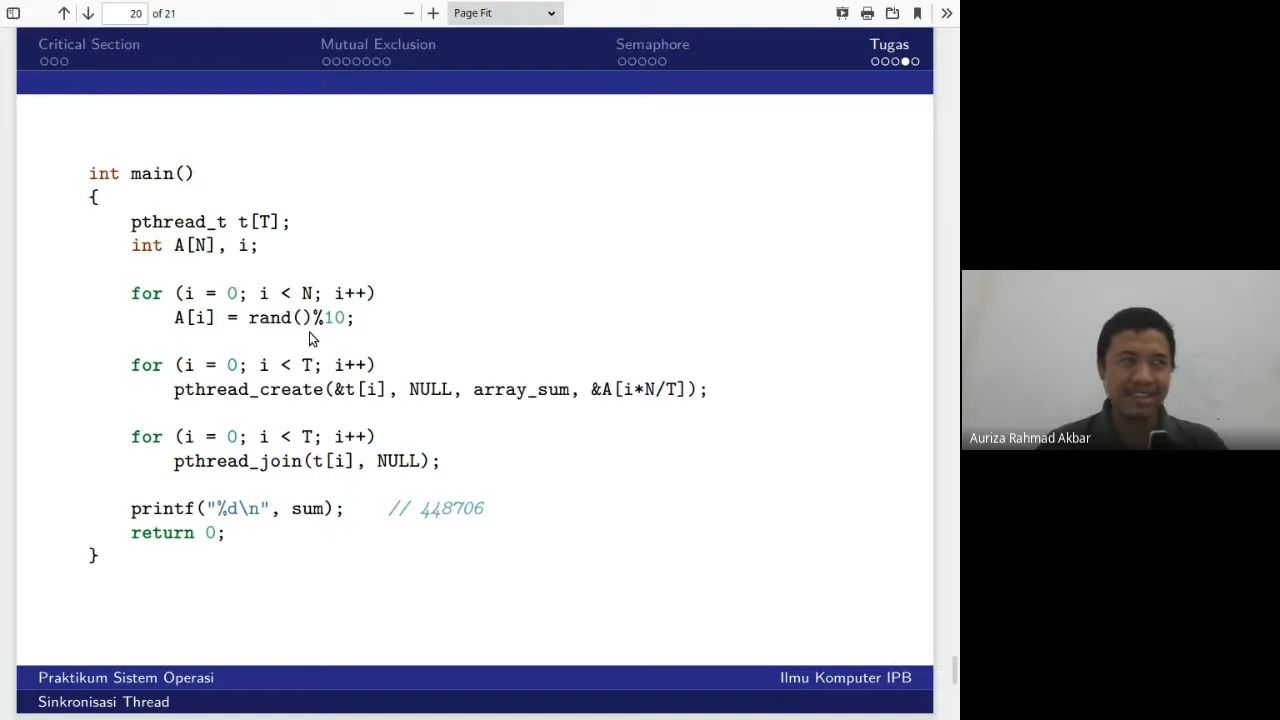 20 of 21
Page Fit
Critical Section
Mutual Exclusion
Semaphore
Tugas
int main()
{
pthread_t t[T];
int A[N], i;
for (i = 0; i < N; i++)
A[i] = rand()%10;
for (i = 0; i < T; i++)
pthread_create(&t[i], NULL, array_sum, &A[i*N/T]);
for (i = 0; i < T; i++)
pthread_join(t[i], NULL);
printf("%d\n", sum); // 448706
return 0;
}
Auriza Rahmad Akbar
Praktikum Sistem Operasi
Ilmu Komputer IPB
Sinkronisasi Thread